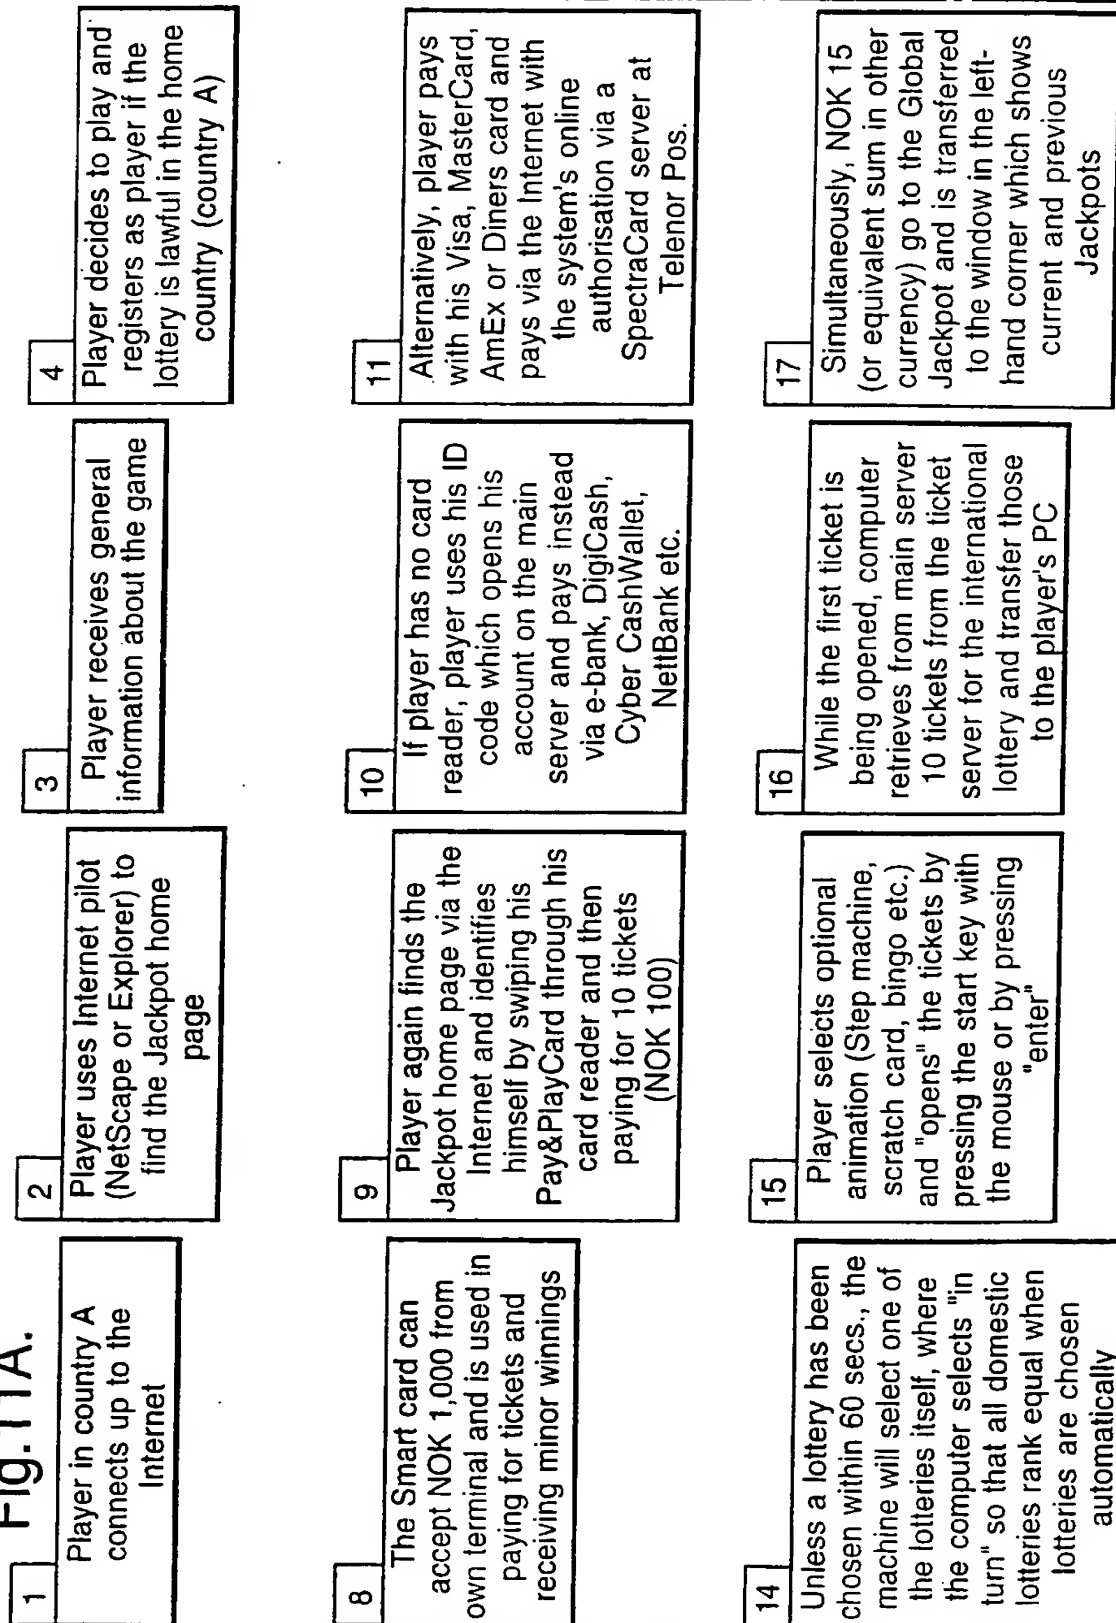 Fig.11A.
1
Player in country A
connects up to the
Internet
2
Player uses Internet pilot
(NetScape or Explorer) to
find the Jackpot home
page
3
Player receives general
information about the game
4
Player decides to play and
registers as player if the
lottery is lawful in the home
country (country A)
8
The Smart card can
accept NOK 1,000 from
own terminal and is used in
paying for tickets and
receiving minor winnings
9
Player again finds the
Jackpot home page via the
Internet and identifies
himself by swiping his
Pay&PlayCard through his
card reader and then
paying for 10 tickets
(NOK 100)
10
If player has no card
reader, player uses his ID
code which opens his
account on the main
server and pays instead
via e-bank, DigiCash,
Cyber CashWallet,
NettBank etc.
11
Alternatively, player pays
with his Visa, MasterCard,
AmEx or Diners card and
pays via the Internet with
the system's online
authorisation via a
SpectraCard server at
Telenor Pos.
14
Unless a lottery has been
chosen within 60 secs., the
machine will select one of
the lotteries itself, where
the computer selects "in
turn" so that all domestic
lotteries rank equal when
lotteries are chosen
automatically
15
Player selects optional
animation (Step machine,
scratch card, bingo etc.)
and "opens" the tickets by
pressing the start key with
the mouse or by pressing
"enter"
16
While the first ticket is
being opened, computer
retrieves from main server
10 tickets from the ticket
server for the international
lottery and transfer those
to the player's PC
17
Simultaneously, NOK 15
(or equivalent sum in other
currency) go to the Global
Jackpot and is transferred
to the window in the left-
hand corner which shows
current and previous
Jackpots